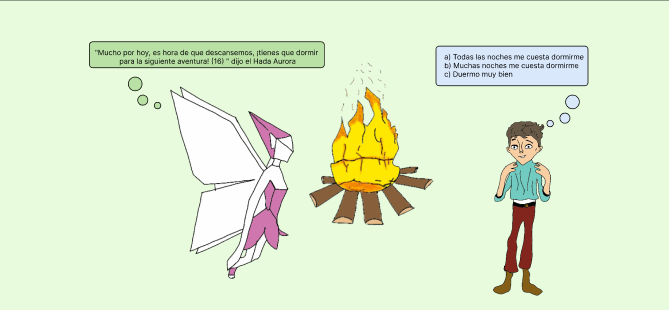 "Mucho por hoy, es hora de que descansemos, ¡tienes que dormir
para la siguiente aventura! (16) " dijo el Hada Aurora
a) Todas las noches me cuesta dormirme
b) Muchas noches me cuesta dormirme
c) Duermo muy bien